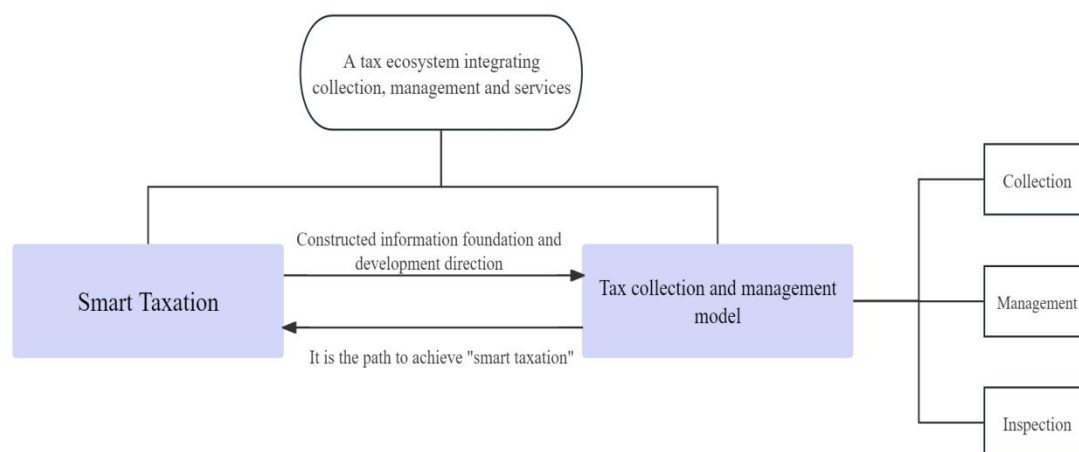 A tax ecosystem integrating
collection, management and services
Collection
Constructed information foundation and
development direction
Smart Taxation
Tax collection and management
model
Management
It is the path to achieve "smart taxation"
Inspection